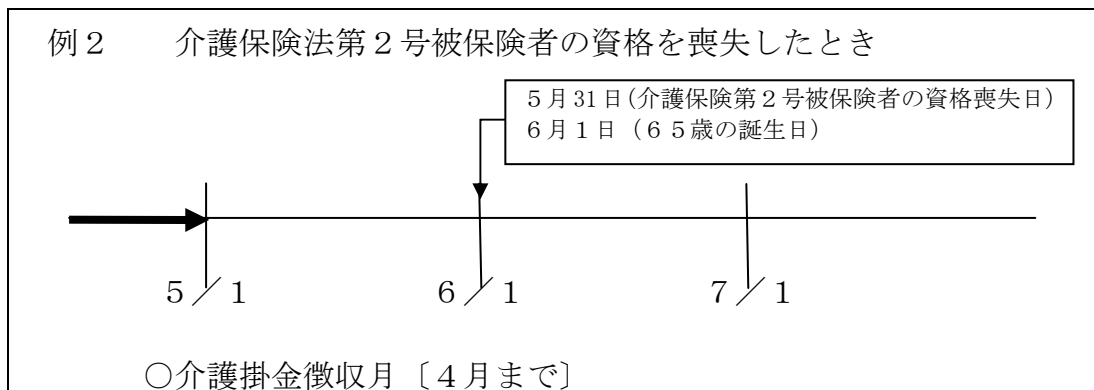 例２　介護保険法第２号被保険者の資格を喪失したとき
５月31日(介護保険第２号被保険者の資格喪失日)
６月１日（６５歳の誕生日）
５／１　６／１　７／１
○介護掛金徴収月〔４月まで〕